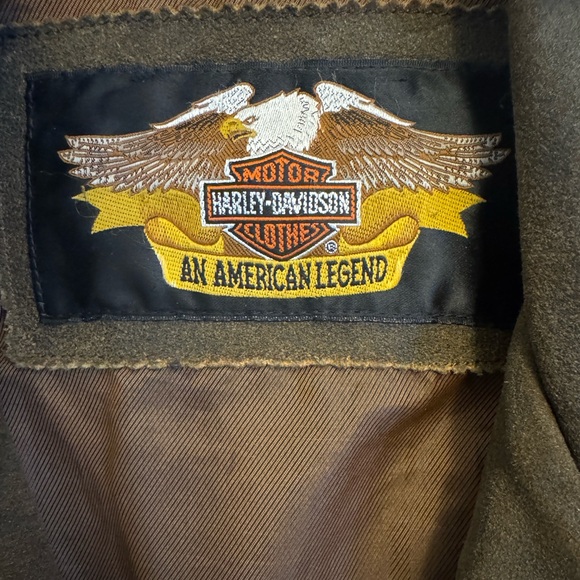 MOTOR
HARLEY-DAVIDSON
CLOTHES
®
AN AMERICAN LEGEND